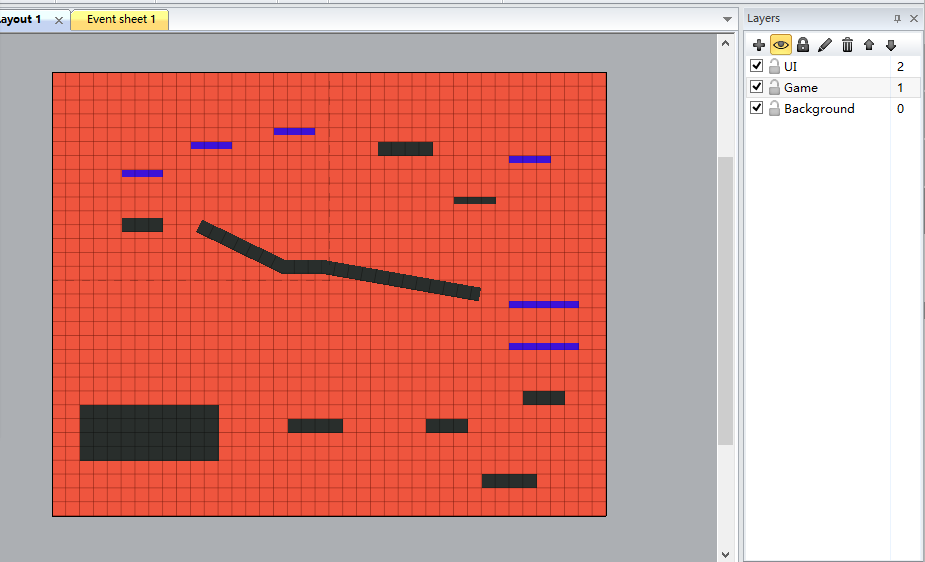 ayout 1
Event sheet 1
Layers
UI 2
Game 1
Background 0